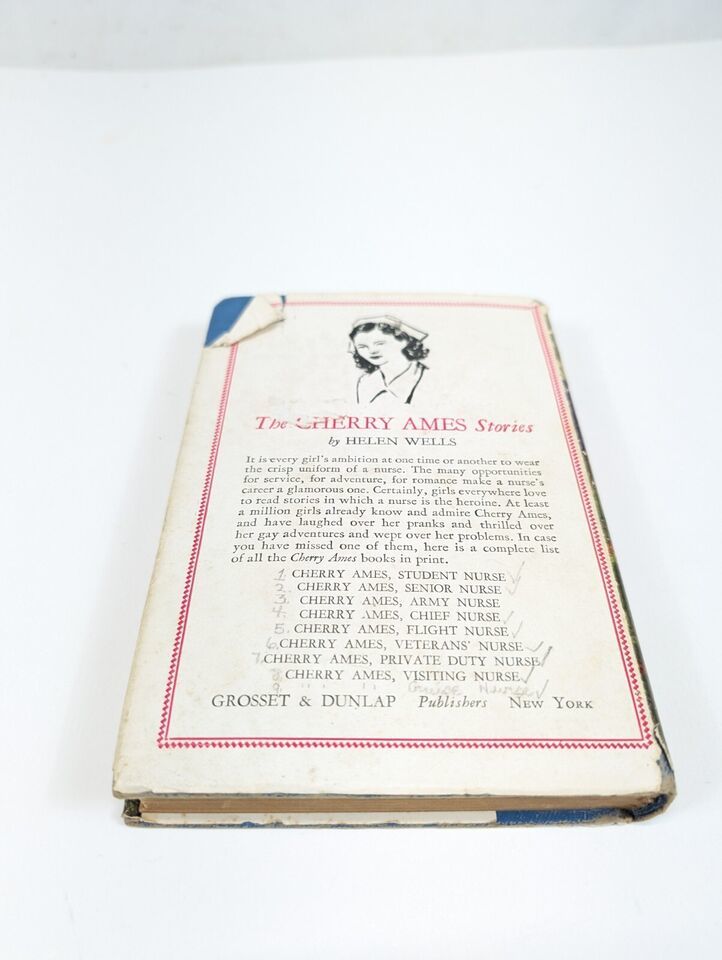 The CHERRY AMES Stories
by HELEN WELLS
It is every girl's ambition at one time or another to wear
the crisp uniform of a nurse. The many opportunities
for service, for adventure, for romance make a nurse's
career a glamorous one. Certainly, girls everywhere love
to read stories in which a nurse is the heroine. At least
a million girls already know and admire Cherry Ames,
and have laughed over her pranks and thrilled over
her gay adventures and wept over her problems. In case
you have missed one of them, here is a complete list
of all the Cherry Ames books in print.
1. CHERRY AMES, STUDENT NURSE ✓
2. CHERRY AMES, SENIOR NURSE ✓
3. CHERRY AMES, ARMY NURSE
4. CHERRY AMES, CHIEF NURSE ✓
5. CHERRY AMES, FLIGHT NURSE ✓
6. CHERRY AMES, VETERANS' NURSE ✓
7. CHERRY AMES, PRIVATE DUTY NURSE ✓
8. CHERRY AMES, VISITING NURSE ✓
9. " " " Cruise Nurse ✓
GROSSET & DUNLAP Publishers NEW YORK